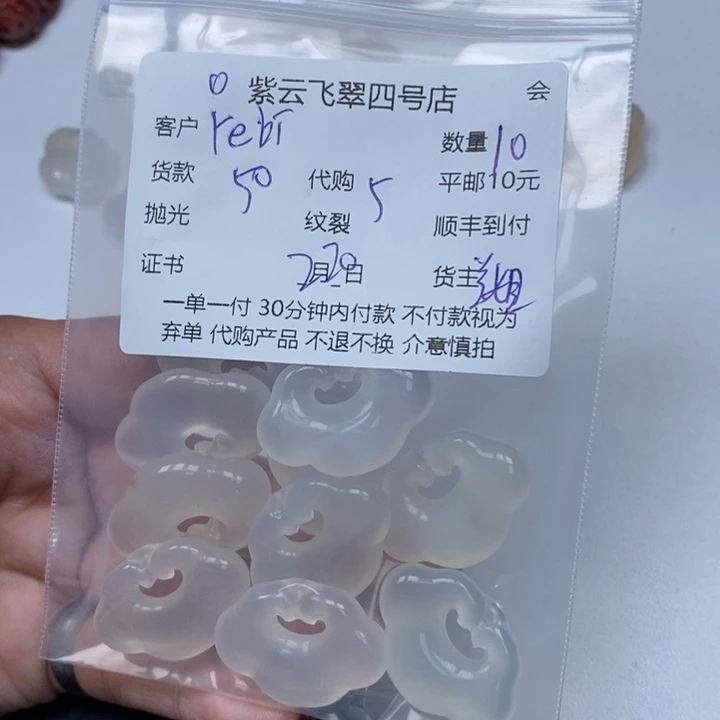 0 紫云飞翠四号店 会
客户 rebi 数量 10
货款 50 代购 5 平邮10元
抛光 纹裂 顺丰到付
证书 2月20日 货主
一单一付 30分钟内付款 不付款视为
弃单 代购产品 不退不换 介意慎拍